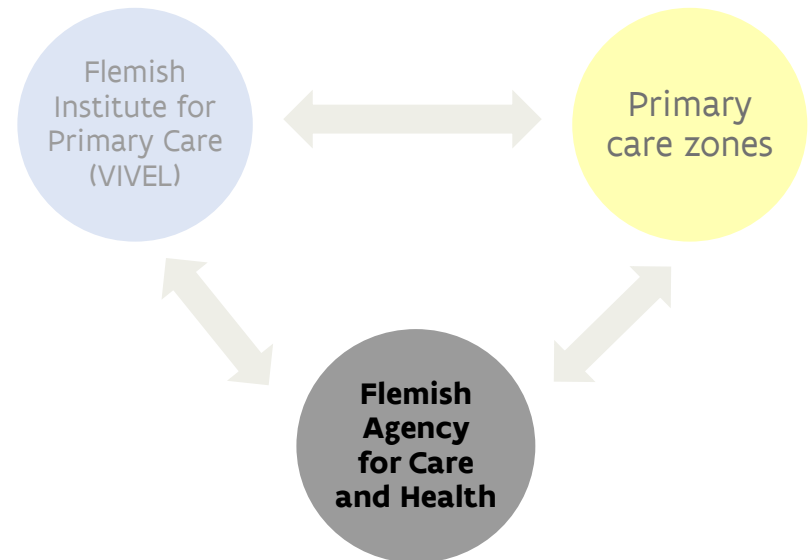 Flemish
Institute for
Primary Care
(VIVEL)
Primary
care zones
Flemish
Agency
for Care
and Health